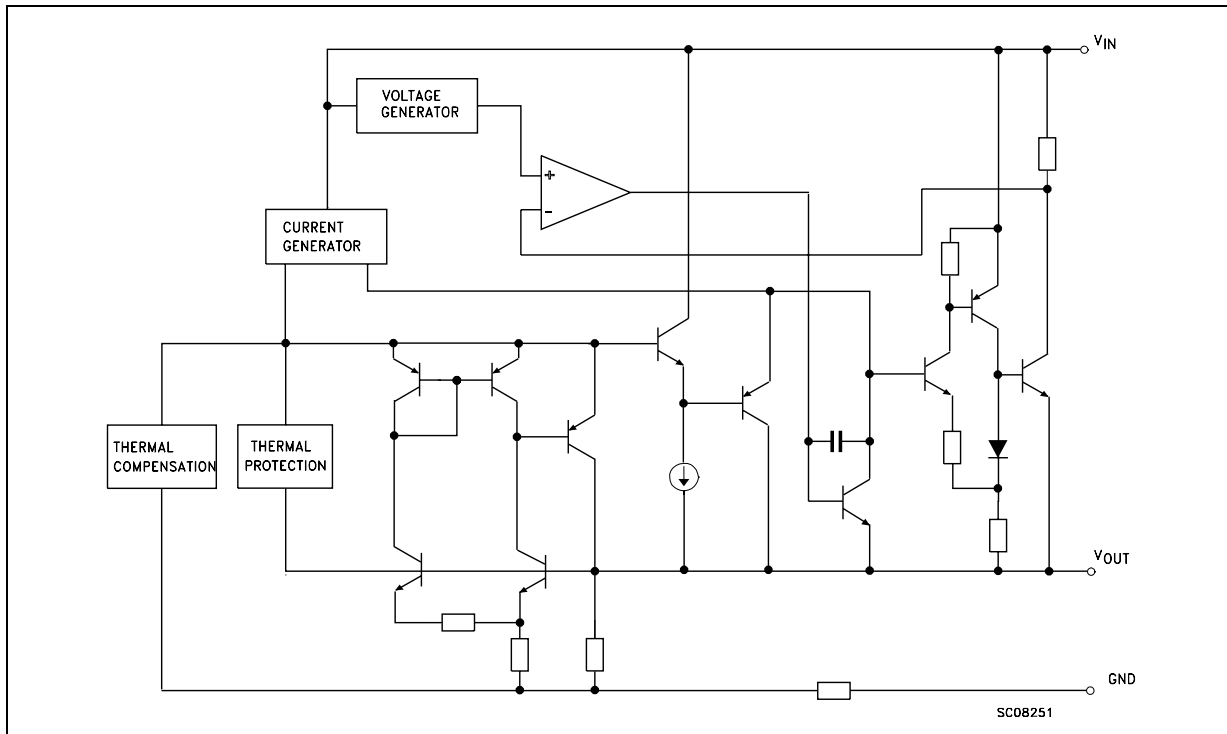 VIN
VOLTAGE
GENERATOR
+
-
CURRENT
GENERATOR
THERMAL
COMPENSATION
THERMAL
PROTECTION
VOUT
GND
SC08251